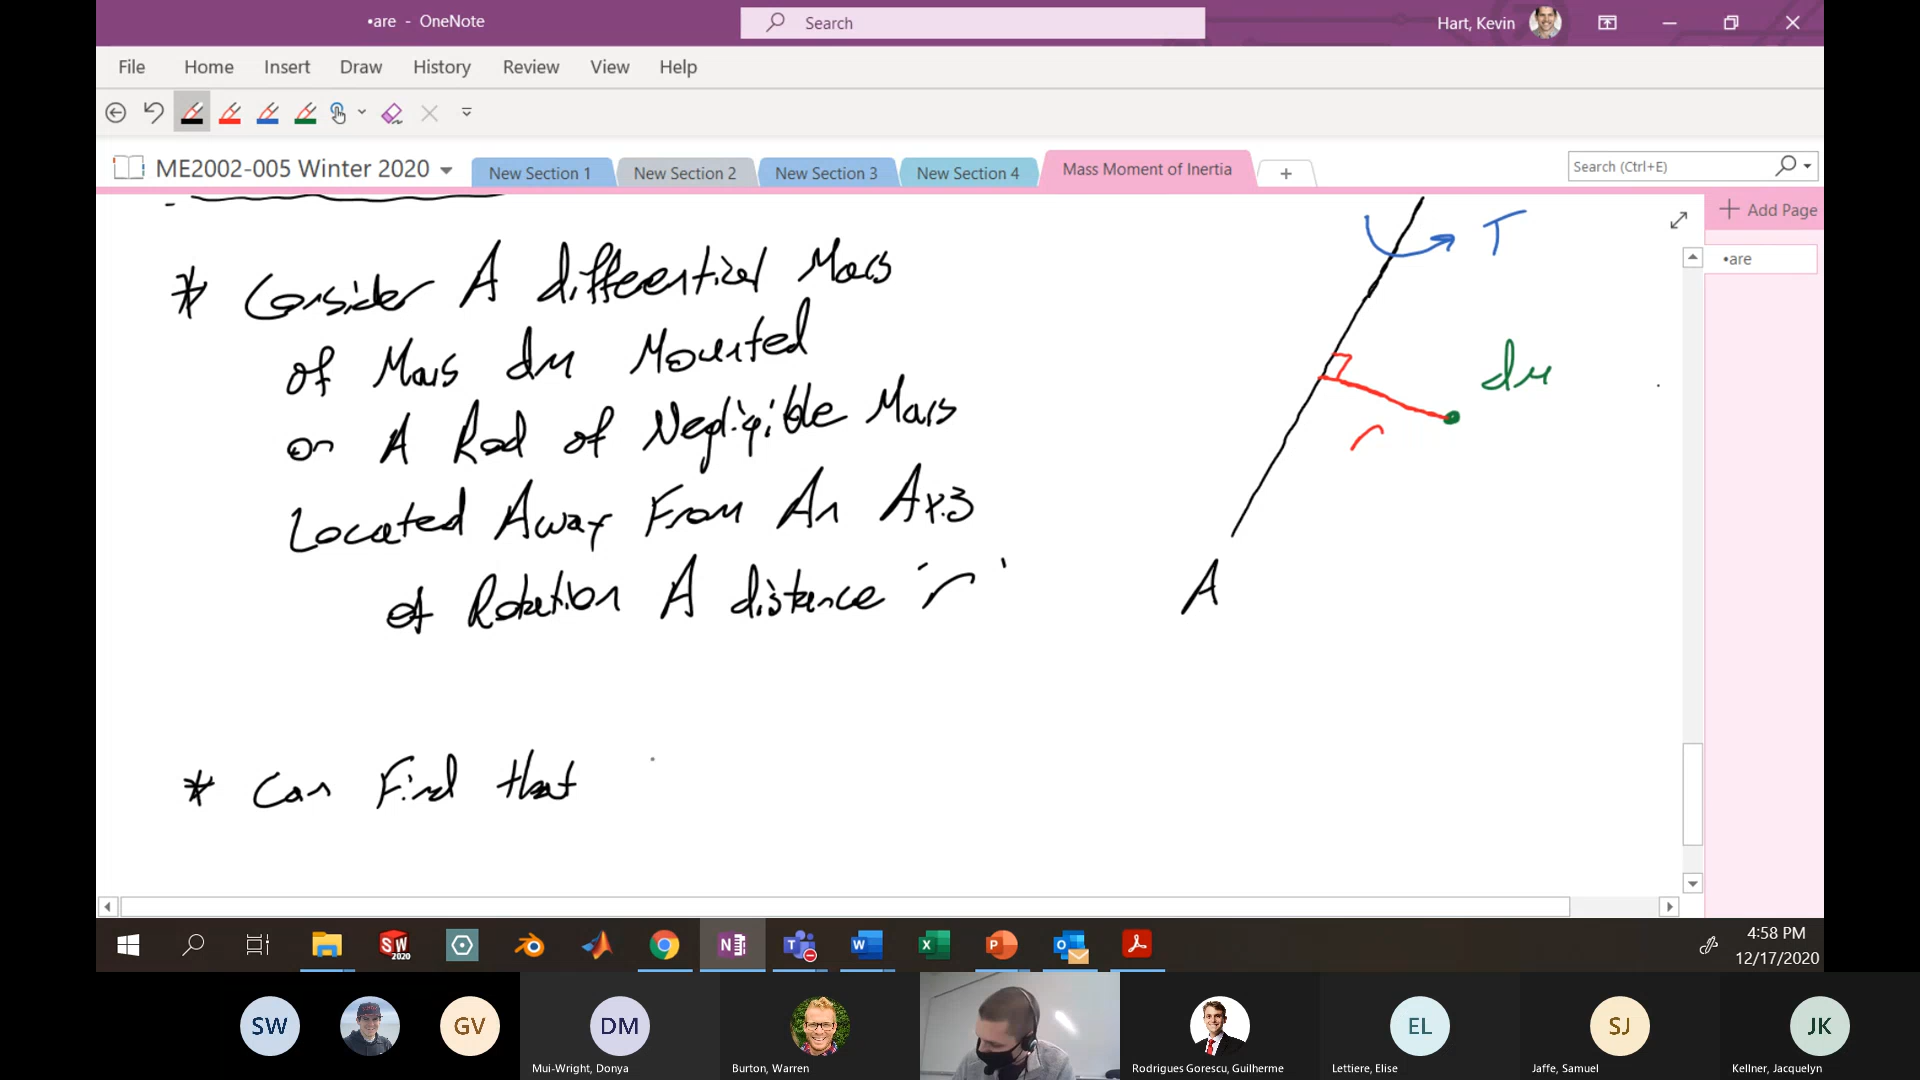 •are - OneNote
Search
Hart, Kevin
File Home Insert Draw History Review View Help
ME2002-005 Winter 2020
New Section 1
New Section 2
New Section 3
New Section 4
Mass Moment of Inertia
+
Search (Ctrl+E)
Add Page
•are
* Consider A differential Mass
of Mass dm Mounted
on A Rod of Negligible Mass
Located Away From An Axis
of Rotation A distance "r"
* Can Find that
T
dm
r
A
SW 2020
4:58 PM
12/17/2020
SW
GV
DM
EL
SJ
JK
Mui-Wright, Donya
Burton, Warren
Rodrigues Gorescu, Guilherme
Lettiere, Elise
Jaffe, Samuel
Kellner, Jacquelyn